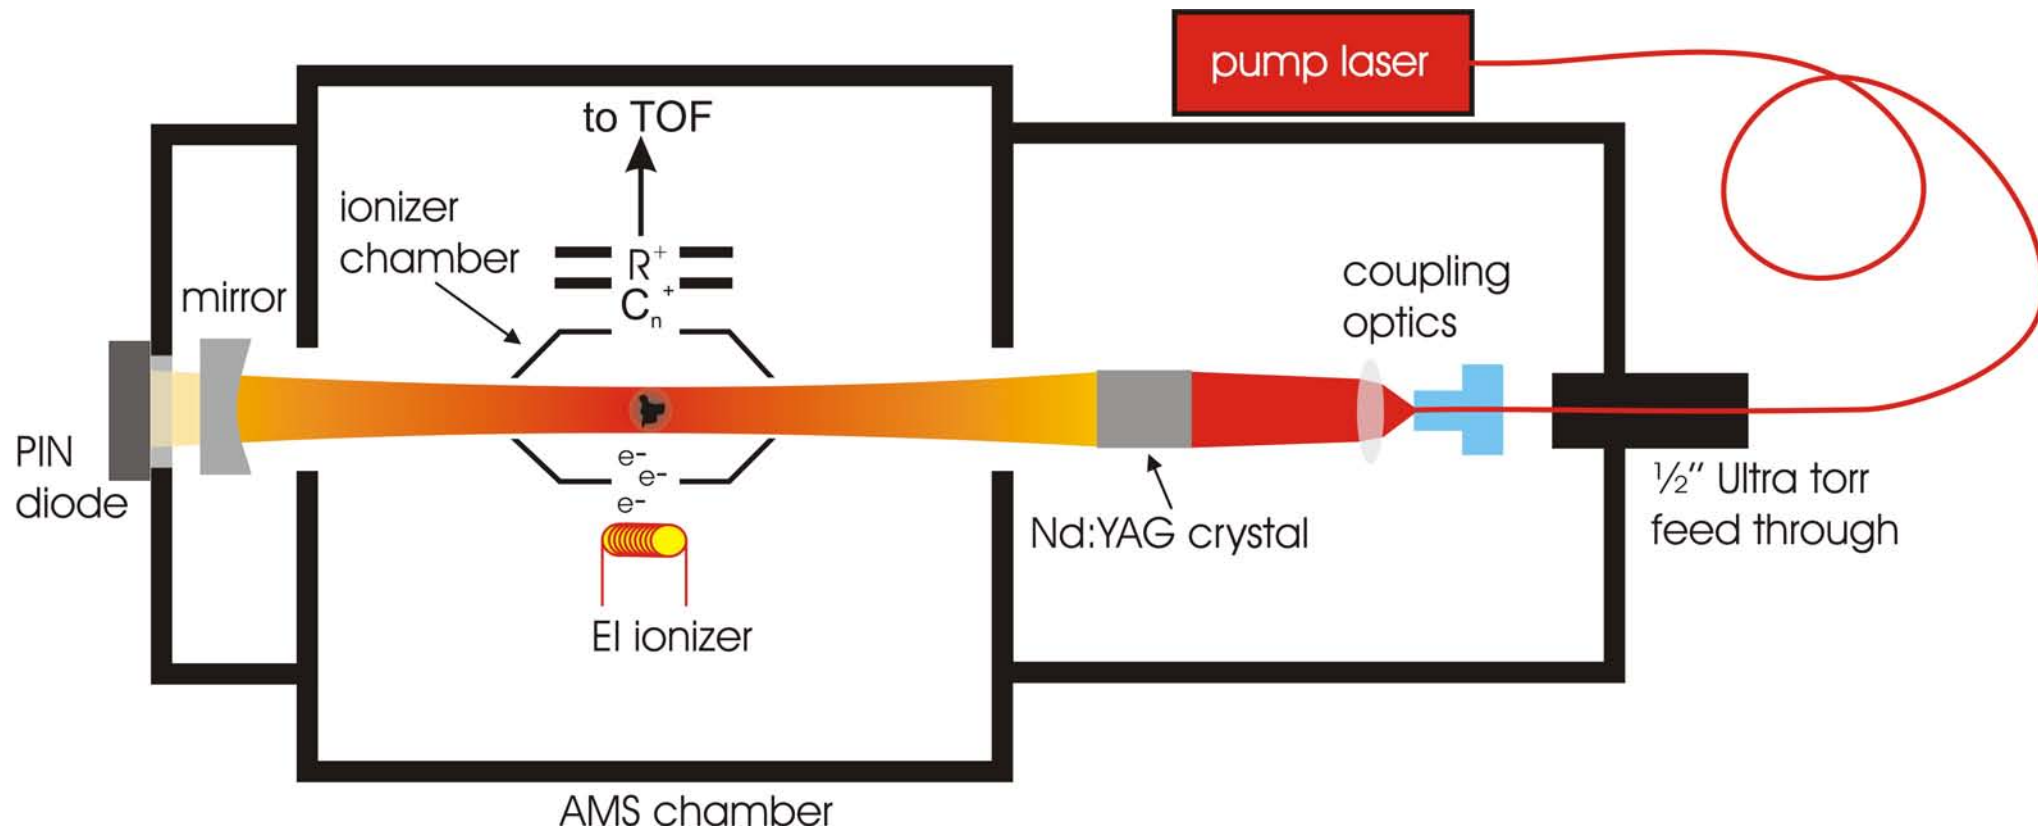 pump laser
to TOF
ionizer
chamber
R+
Cn+
mirror
coupling
optics
PIN
diode
e-
e-
e-
½" Ultra torr
feed through
Nd:YAG crystal
EI ionizer
AMS chamber